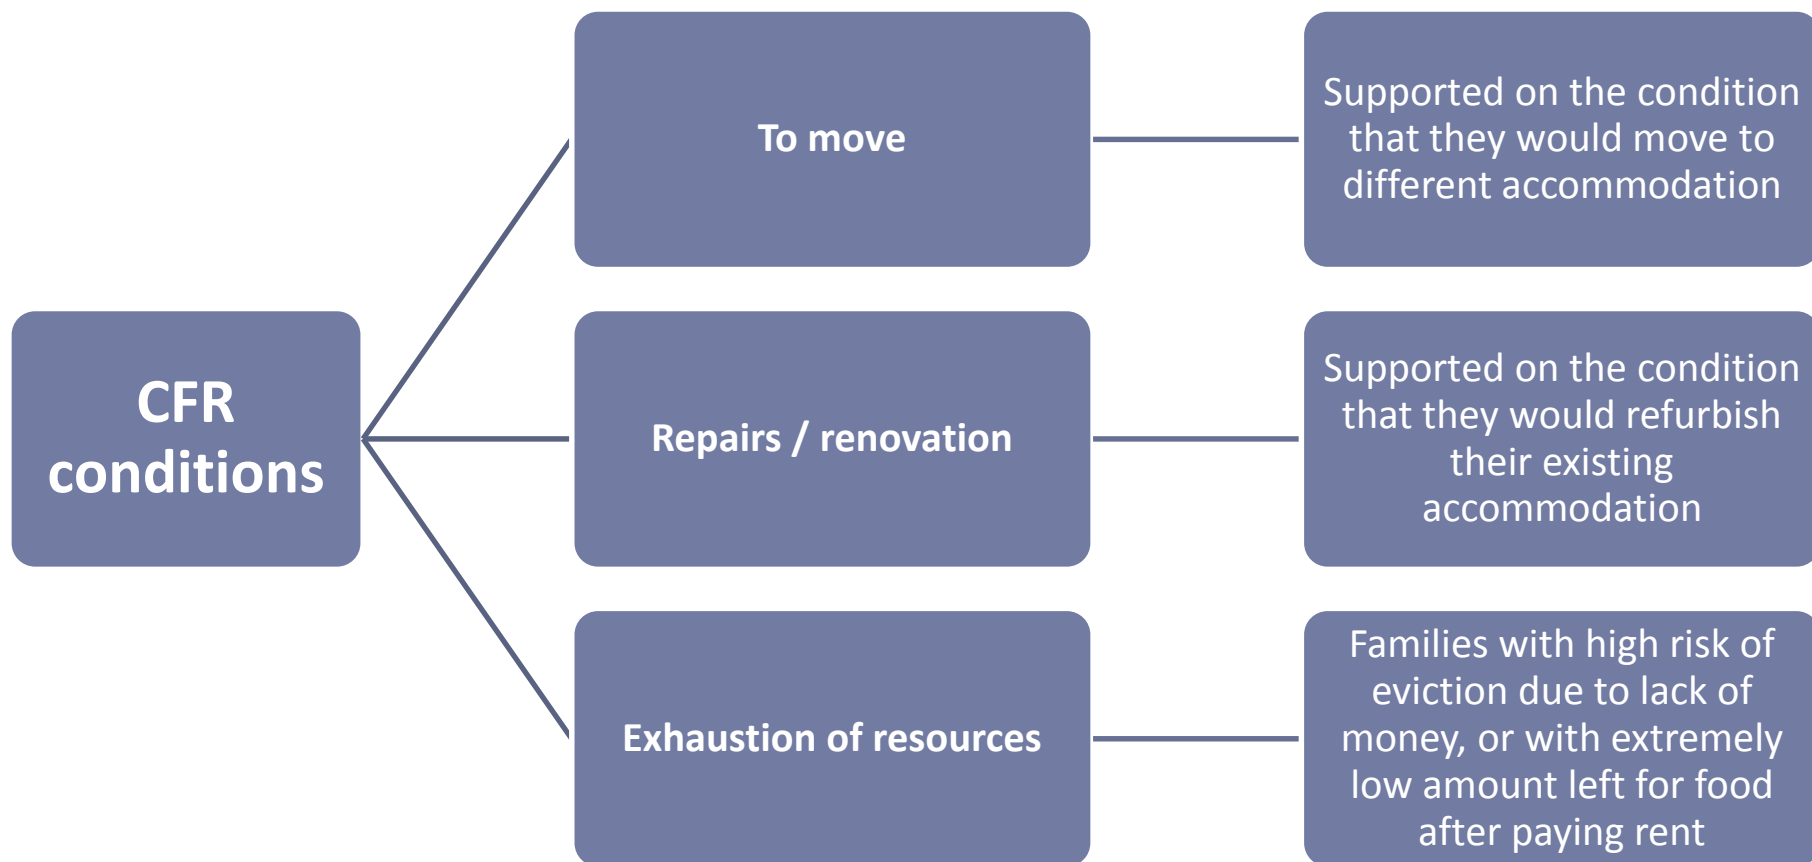 CFR
conditions
To move
Supported on the condition
that they would move to
different accommodation
Repairs / renovation
Supported on the condition
that they would refurbish
their existing
accommodation
Exhaustion of resources
Families with high risk of
eviction due to lack of
money, or with extremely
low amount left for food
after paying rent